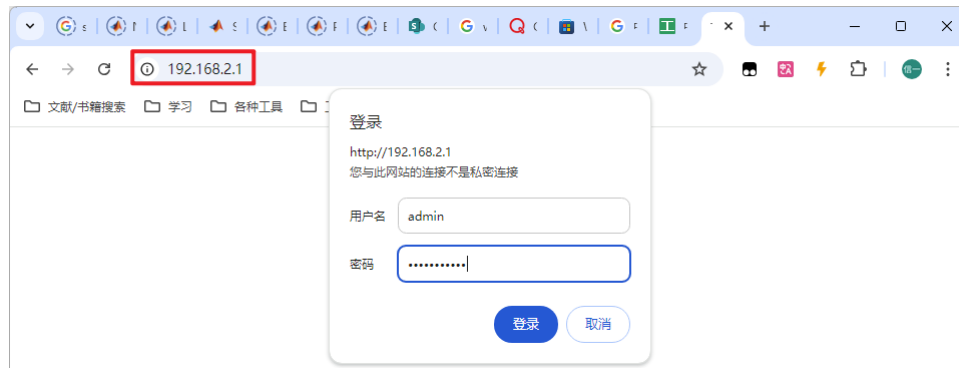 192.168.2.1
文献/书籍搜索 学习 各种工具
登录
http://192.168.2.1
您与此网站的连接不是私密连接
用户名 admin
密码 •••••••••••
登录 取消